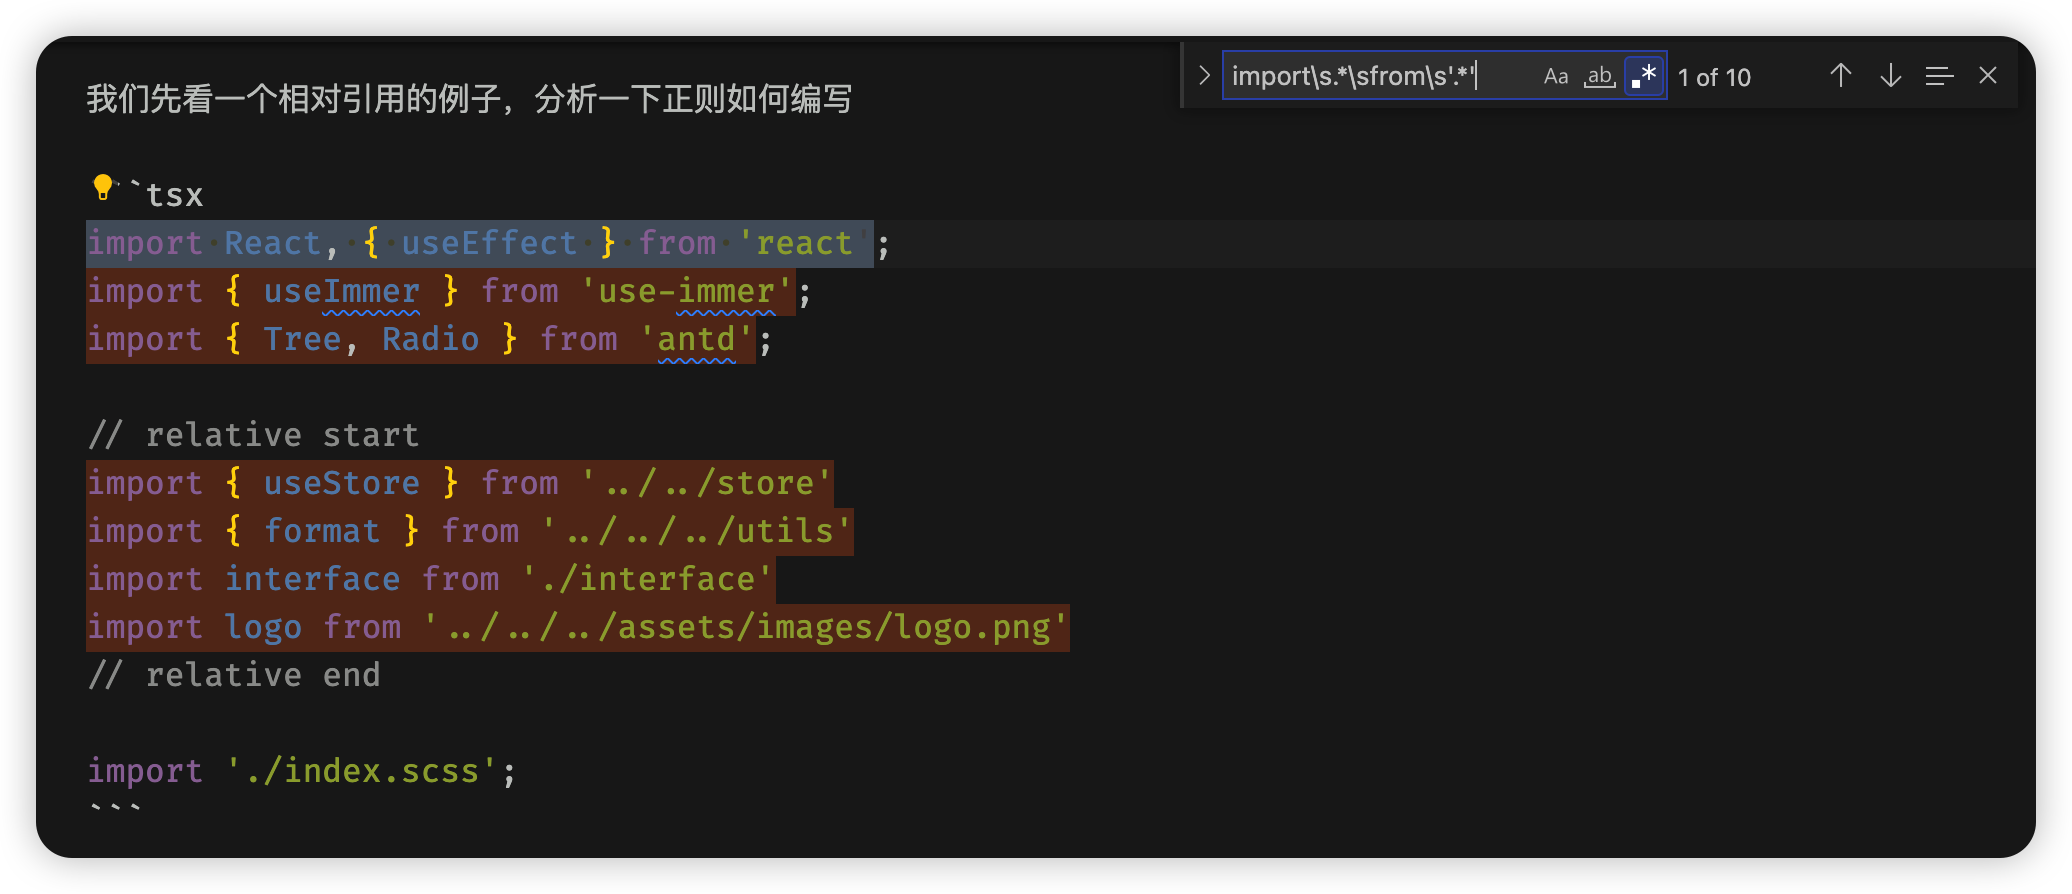 import\s.*\sfrom\s'.*'
Aa
ab
.*
1 of 10
我们先看一个相对引用的例子，分析一下正则如何编写
``tsx
import·React,·{·useEffect·}·from·'react';
import { useImmer } from 'use-immer';
import { Tree, Radio } from 'antd';
// relative start
import { useStore } from '../../store'
import { format } from '../../../utils'
import interface from './interface'
import logo from '../../../assets/images/logo.png'
// relative end
import './index.scss';
```